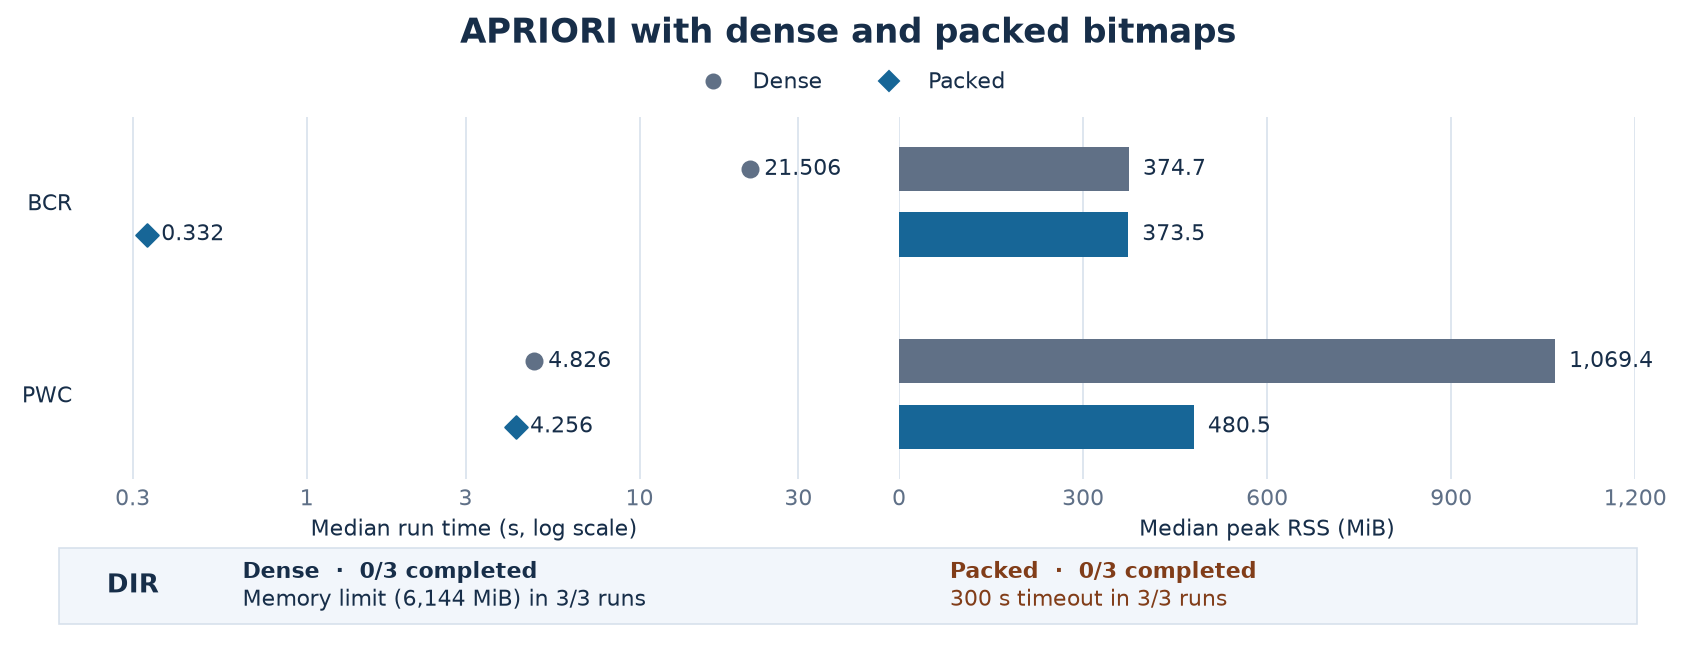 APRIORI with dense and packed bitmaps
Dense Packed
21.506 374.7
BCR
0.332 373.5
4.826 1,069.4
PWC
4.256 480.5
0.3 1 3 10 30 0 300 600 900 1,200
Median run time (s, log scale) Median peak RSS (MiB)
DIR
Dense · 0/3 completed
Memory limit (6,144 MiB) in 3/3 runs
Packed · 0/3 completed
300 s timeout in 3/3 runs